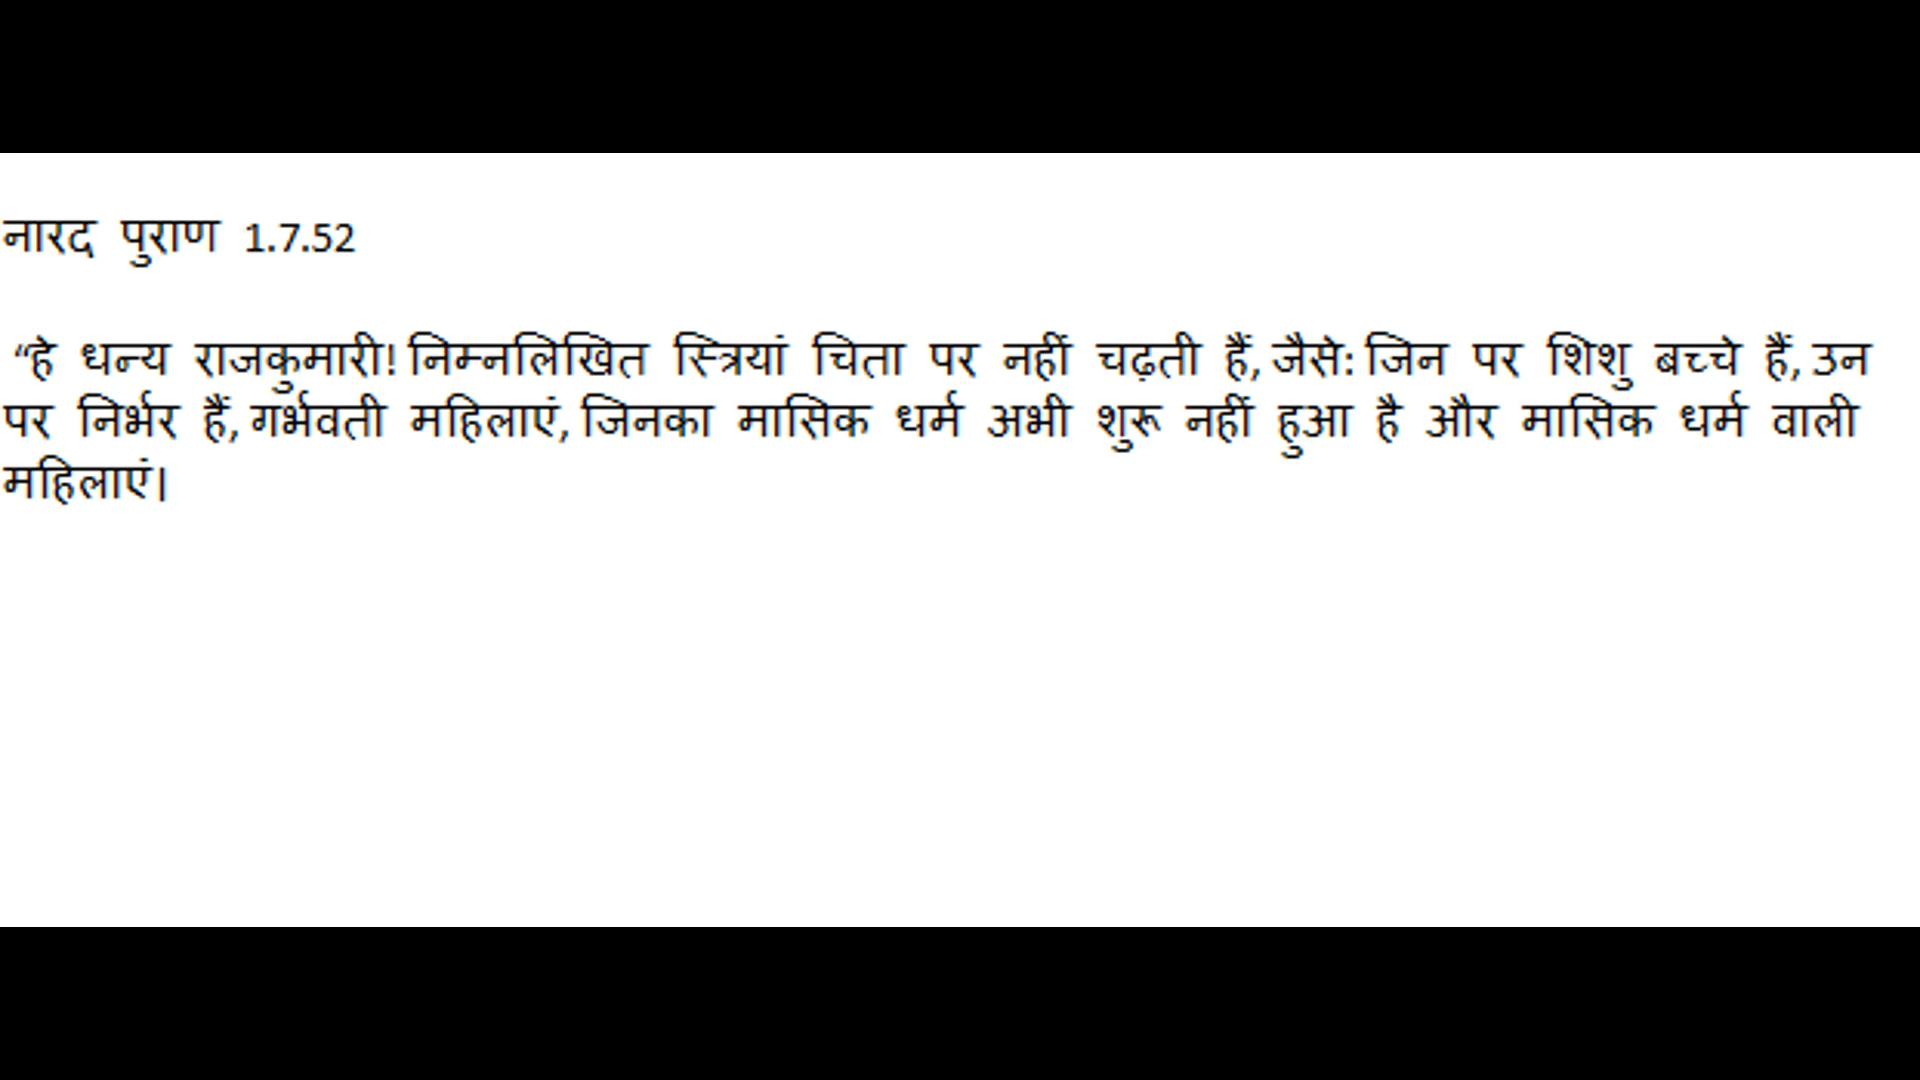 नारद पुराण 1.7.52
“हे धन्य राजकुमारी! निम्नलिखित स्त्रियां चिता पर नहीं चढ़ती हैं, जैसे: जिन पर शिशु बच्चे हैं, उन
पर निर्भर हैं, गर्भवती महिलाएं, जिनका मासिक धर्म अभी शुरू नहीं हुआ है और मासिक धर्म वाली
महिलाएं।